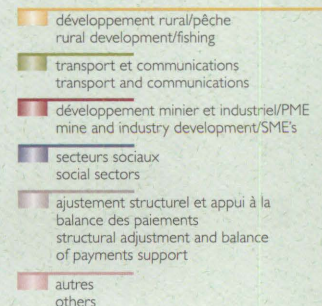 développement rural/pêche
rural development/fishing
transport et communications
transport and communications
développement minier et industriel/PME
mine and industry development/SME's
secteurs sociaux
social sectors
ajustement structurel et appui à la
balance des paiements
structural adjustment and balance
of payments support
autres
others